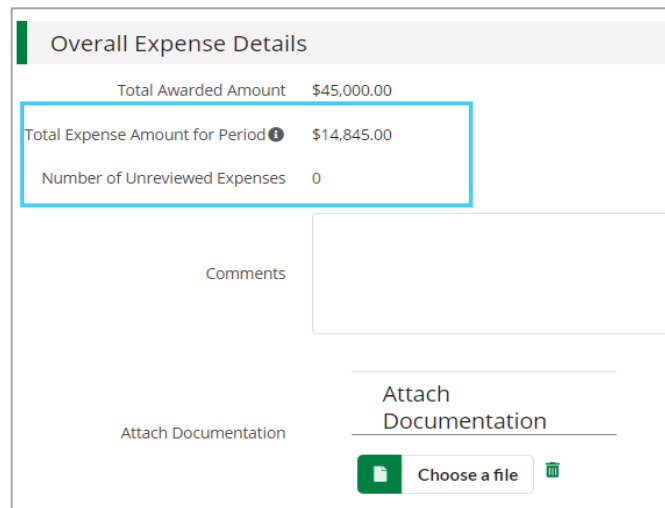 Overall Expense Details
Total Awarded Amount $45,000.00
Total Expense Amount for Period $14,845.00
Number of Unreviewed Expenses 0
Comments
Attach
Documentation
Attach Documentation
Choose a file